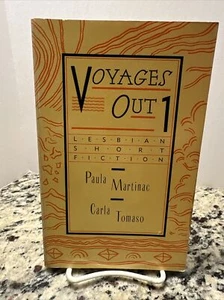 VOYAGES
OUT 1
LESBIAN
SHORT
FICTION
Paula Martinac
Carla Tomaso